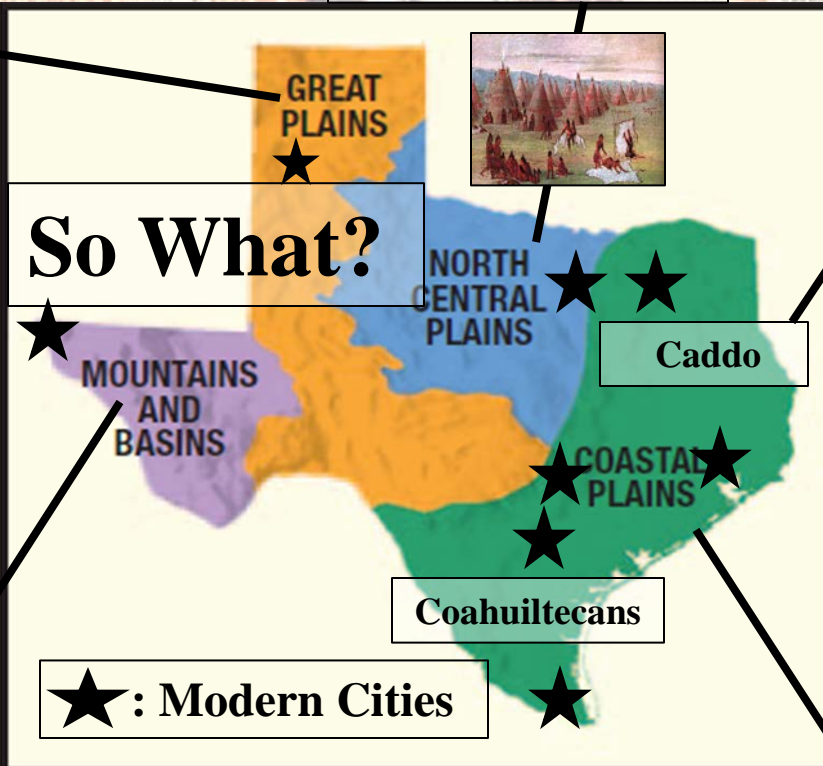 GREAT
PLAINS
So What?
NORTH
CENTRAL
PLAINS
Caddo
MOUNTAINS
AND
BASINS
COASTAL
PLAINS
Coahuiltecans
: Modern Cities